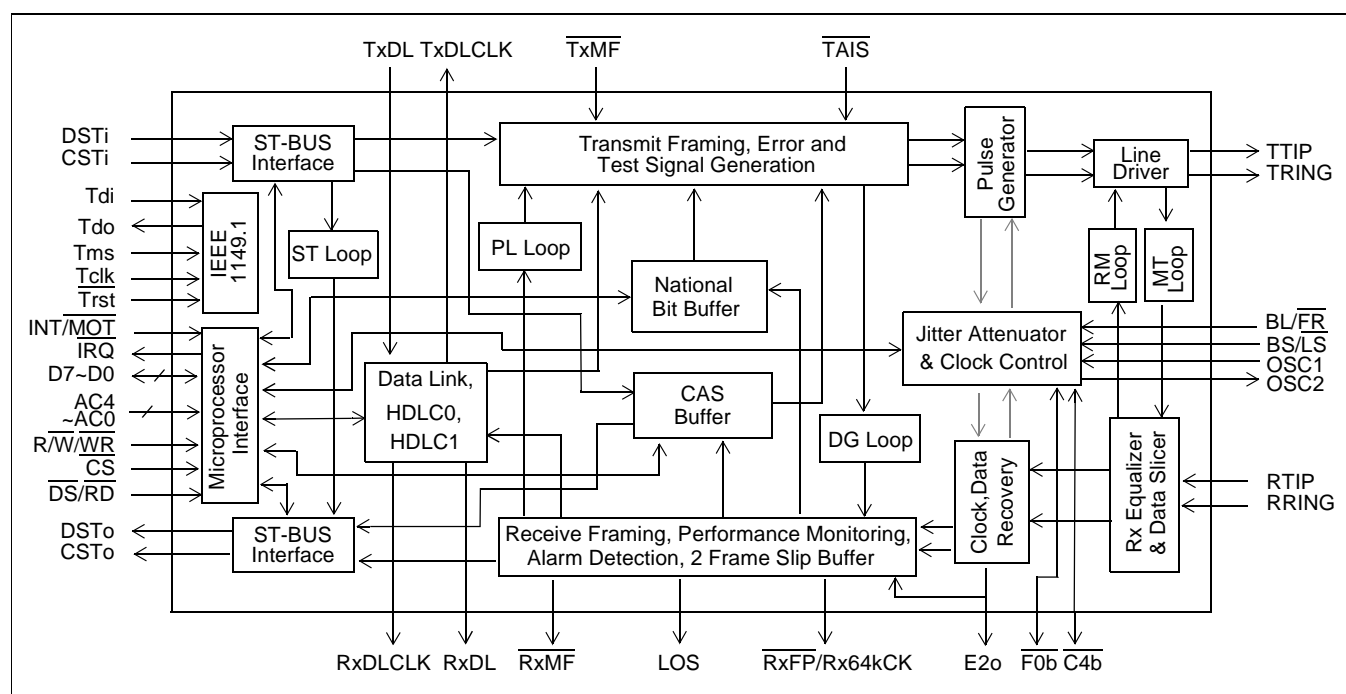 TxDL TxDLCLK
TxMF
TAIS
DSTi
CSTi
ST-BUS
Interface
Transmit Framing, Error and
Test Signal Generation
Pulse
Generator
Line
Driver
TTIP
TRING
Tdi
Tdo
Tms
Tclk
Trst
IEEE
1149.1
ST Loop
PL Loop
National
Bit Buffer
RM
Loop
MT
Loop
INT/MOT
IRQ
D7~D0
AC4
~AC0
R/W/WR
CS
DS/RD
Microprocessor
Interface
Data Link,
HDLC0,
HDLC1
CAS
Buffer
Jitter Attenuator
& Clock Control
BL/FR
BS/LS
OSC1
OSC2
DG Loop
Clock,Data
Recovery
Rx Equalizer
& Data Slicer
RTIP
RRING
DSTo
CSTo
ST-BUS
Interface
Receive Framing, Performance Monitoring,
Alarm Detection, 2 Frame Slip Buffer
RxDLCLK
RxDL
RxMF
LOS
RxFP/Rx64kCK
E2o
F0b
C4b